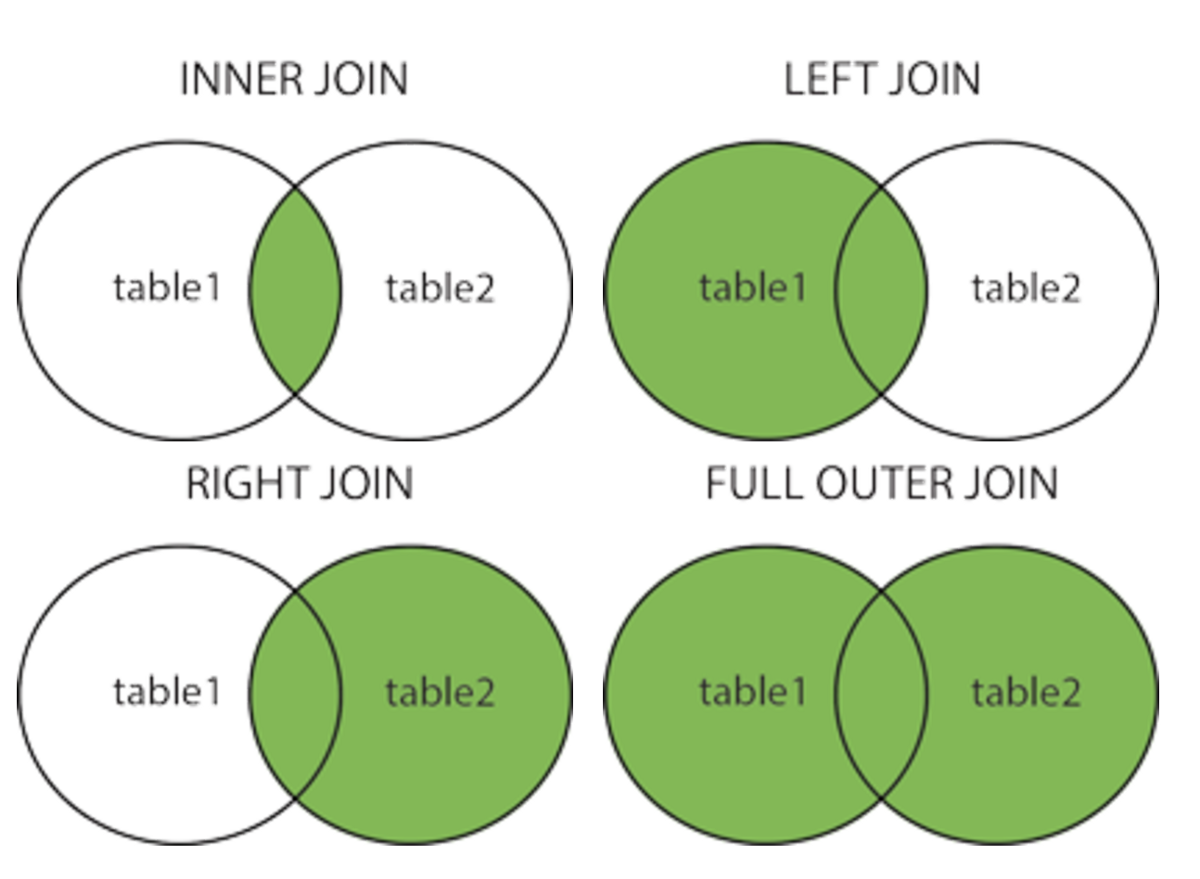 INNER JOIN
LEFT JOIN
table1
table2
table1
table2
RIGHT JOIN
FULL OUTER JOIN
table1
table2
table1
table2